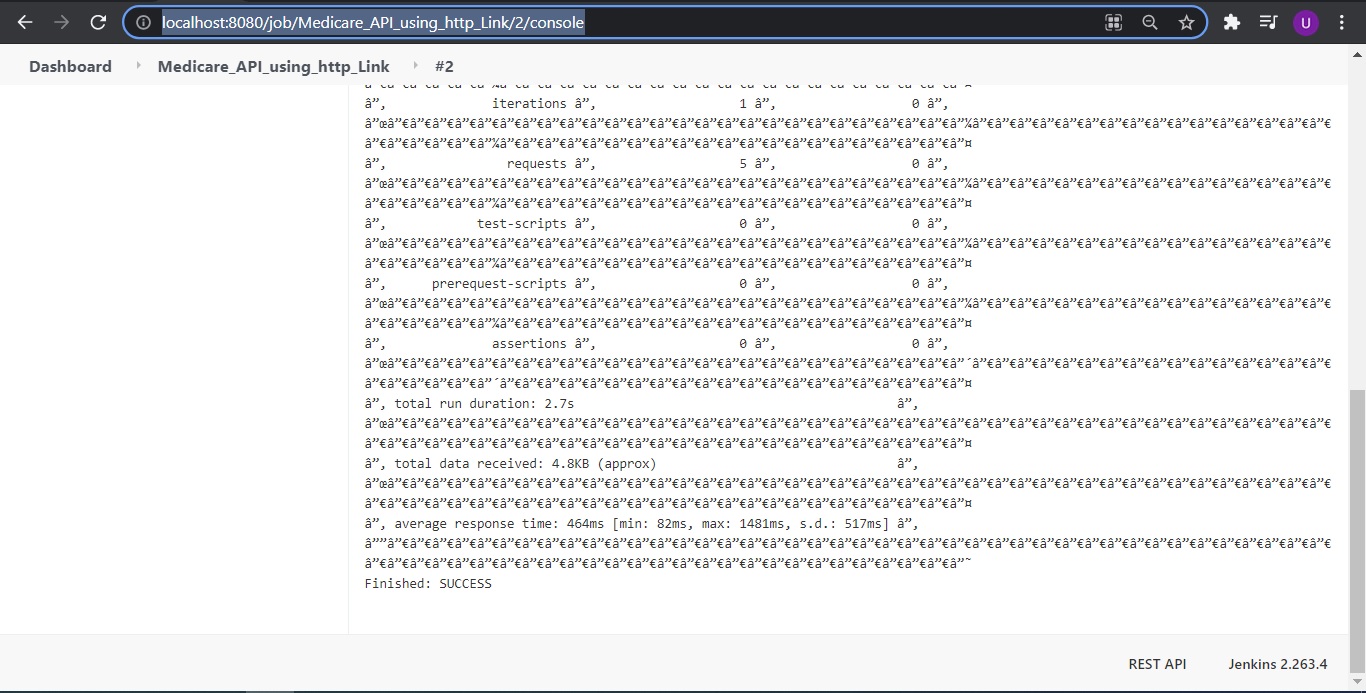 localhost:8080/job/Medicare_API_using_http_Link/2/console
U
Dashboard
Medicare_API_using_http_Link
#2
â”‚ iterations â”‚ 1 â”‚ 0 â”‚
â”œâ”€â”€â”€â”€â”€â”€â”€â”€â”€â”€â”€â”€â”€â”€â”€â”€â”€â”€â”€â”€â”€â”€â”€â”€â”€â”¼â”€â”€â”€â”€â”€â”€â”€â”€â”€â”€â”€â”€â”€â”€â”€â”€
â”€â”€â”€â”€â”€â”¼â”€â”€â”€â”€â”€â”€â”€â”€â”€â”€â”€â”€â”€â”€â”€â”€â”€â”€â”€â”€â”¤
â”‚ requests â”‚ 5 â”‚ 0 â”‚
â”œâ”€â”€â”€â”€â”€â”€â”€â”€â”€â”€â”€â”€â”€â”€â”€â”€â”€â”€â”€â”€â”€â”€â”€â”€â”€â”¼â”€â”€â”€â”€â”€â”€â”€â”€â”€â”€â”€â”€â”€â”€â”€â”€
â”€â”€â”€â”€â”€â”¼â”€â”€â”€â”€â”€â”€â”€â”€â”€â”€â”€â”€â”€â”€â”€â”€â”€â”€â”€â”€â”¤
â”‚ test-scripts â”‚ 0 â”‚ 0 â”‚
â”œâ”€â”€â”€â”€â”€â”€â”€â”€â”€â”€â”€â”€â”€â”€â”€â”€â”€â”€â”€â”€â”€â”€â”€â”€â”€â”¼â”€â”€â”€â”€â”€â”€â”€â”€â”€â”€â”€â”€â”€â”€â”€â”€
â”€â”€â”€â”€â”€â”¼â”€â”€â”€â”€â”€â”€â”€â”€â”€â”€â”€â”€â”€â”€â”€â”€â”€â”€â”€â”€â”¤
â”‚ prerequest-scripts â”‚ 0 â”‚ 0 â”‚
â”œâ”€â”€â”€â”€â”€â”€â”€â”€â”€â”€â”€â”€â”€â”€â”€â”€â”€â”€â”€â”€â”€â”€â”€â”€â”€â”¼â”€â”€â”€â”€â”€â”€â”€â”€â”€â”€â”€â”€â”€â”€â”€â”€
â”€â”€â”€â”€â”€â”¼â”€â”€â”€â”€â”€â”€â”€â”€â”€â”€â”€â”€â”€â”€â”€â”€â”€â”€â”€â”€â”¤
â”‚ assertions â”‚ 0 â”‚ 0 â”‚
â”œâ”€â”€â”€â”€â”€â”€â”€â”€â”€â”€â”€â”€â”€â”€â”€â”€â”€â”€â”€â”€â”€â”€â”€â”€â”€â”´â”€â”€â”€â”€â”€â”€â”€â”€â”€â”€â”€â”€â”€â”€â”€â”€
â”€â”€â”€â”€â”€â”´â”€â”€â”€â”€â”€â”€â”€â”€â”€â”€â”€â”€â”€â”€â”€â”€â”€â”€â”€â”€â”¤
â”‚ total run duration: 2.7s â”‚
â”œâ”€â”€â”€â”€â”€â”€â”€â”€â”€â”€â”€â”€â”€â”€â”€â”€â”€â”€â”€â”€â”€â”€â”€â”€â”€â”€â”€â”€â”€â”€â”€â”€â”€â”€â”€â”€â”€â”€â”€â”€â”€â”€
â”€â”€â”€â”€â”€â”€â”€â”€â”€â”€â”€â”€â”€â”€â”€â”€â”€â”€â”€â”€â”€â”€â”€â”€â”€â”€â”¤
â”‚ total data received: 4.8KB (approx) â”‚
â”œâ”€â”€â”€â”€â”€â”€â”€â”€â”€â”€â”€â”€â”€â”€â”€â”€â”€â”€â”€â”€â”€â”€â”€â”€â”€â”€â”€â”€â”€â”€â”€â”€â”€â”€â”€â”€â”€â”€â”€â”€â”€â”€
â”€â”€â”€â”€â”€â”€â”€â”€â”€â”€â”€â”€â”€â”€â”€â”€â”€â”€â”€â”€â”€â”€â”€â”€â”€â”€â”¤
â”‚ average response time: 464ms [min: 82ms, max: 1481ms, s.d.: 517ms] â”‚
â””â”€â”€â”€â”€â”€â”€â”€â”€â”€â”€â”€â”€â”€â”€â”€â”€â”€â”€â”€â”€â”€â”€â”€â”€â”€â”€â”€â”€â”€â”€â”€â”€â”€â”€â”€â”€â”€â”€â”€â”€â”€â”€
â”€â”€â”€â”€â”€â”€â”€â”€â”€â”€â”€â”€â”€â”€â”€â”€â”€â”€â”€â”€â”€â”€â”€â”€â”€â”€â”˜
Finished: SUCCESS
REST API
Jenkins 2.263.4